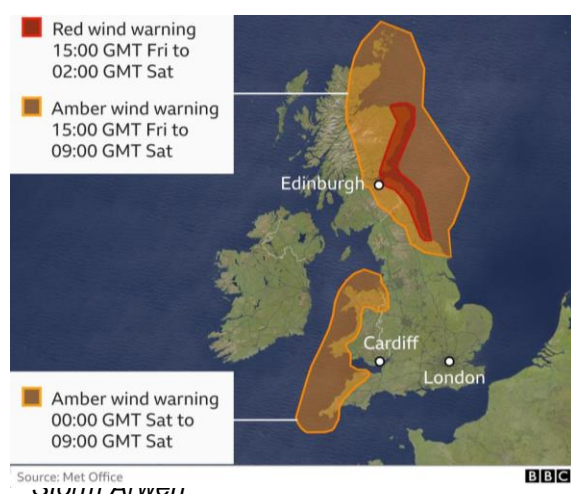 Red wind warning
15:00 GMT Fri to
02:00 GMT Sat
Amber wind warning
15:00 GMT Fri to
09:00 GMT Sat
Edinburgh
Cardiff
London
Amber wind warning
00:00 GMT Sat to
09:00 GMT Sat
Source: Met Office
BBC
Storm Arwen